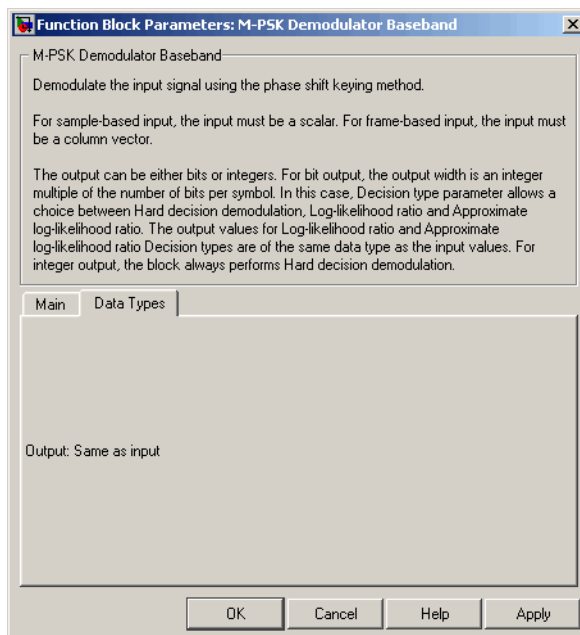 Function Block Parameters: M-PSK Demodulator Baseband
M-PSK Demodulator Baseband
Demodulate the input signal using the phase shift keying method.
For sample-based input, the input must be a scalar. For frame-based input, the input must
be a column vector.
The output can be either bits or integers. For bit output, the output width is an integer
multiple of the number of bits per symbol. In this case, Decision type parameter allows a
choice between Hard decision demodulation, Log-likelihood ratio and Approximate
log-likelihood ratio. The output values for Log-likelihood ratio and Approximate
log-likelihood ratio Decision types are of the same data type as the input values. For
integer output, the block always performs Hard decision demodulation.
Main Data Types
Output: Same as input
OK Cancel Help Apply